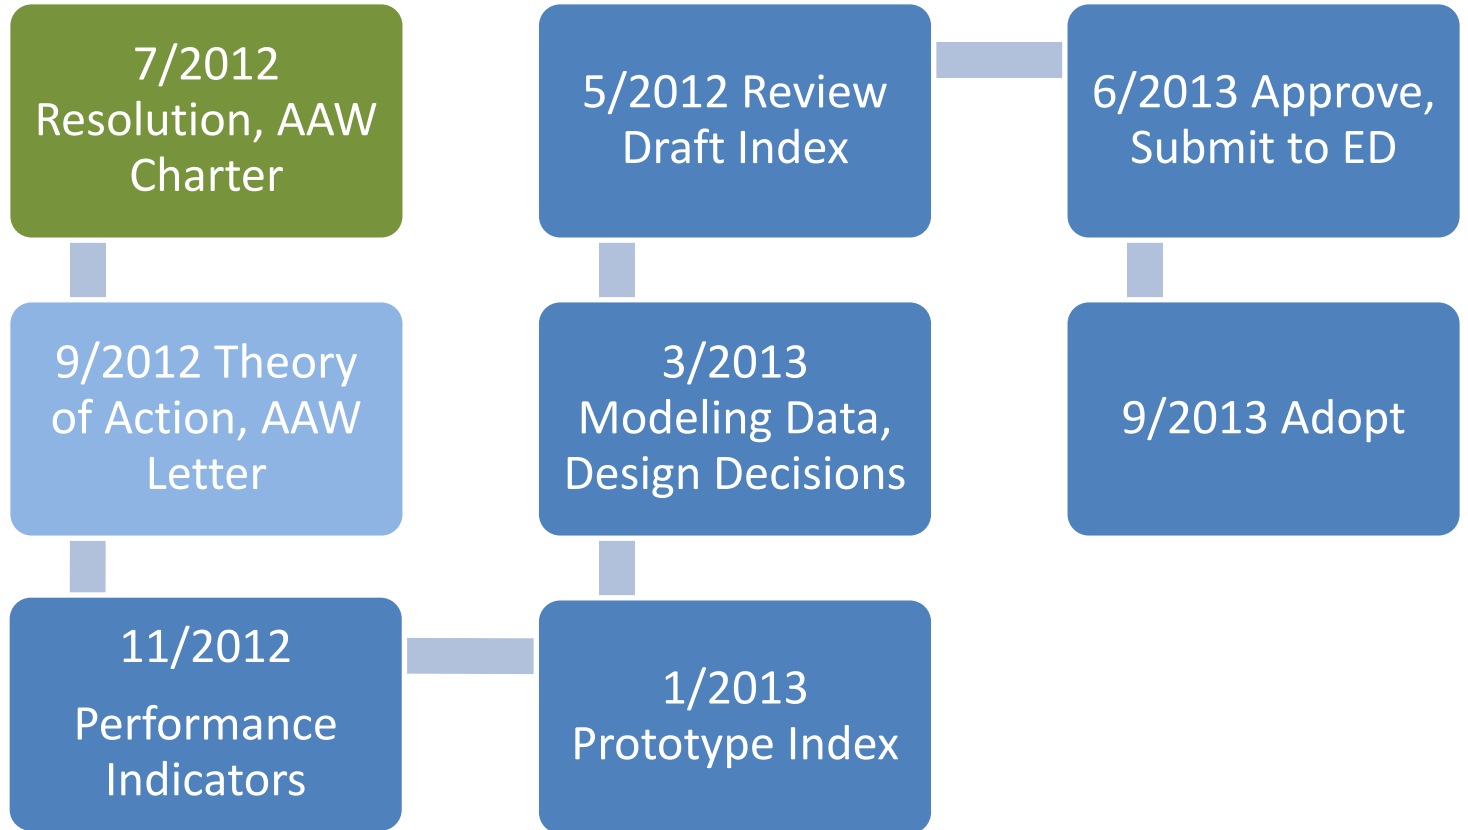 7/2012
Resolution, AAW
Charter
9/2012 Theory
of Action, AAW
Letter
11/2012
Performance
Indicators
1/2013
Prototype Index
3/2013
Modeling Data,
Design Decisions
5/2012 Review
Draft Index
6/2013 Approve,
Submit to ED
9/2013 Adopt